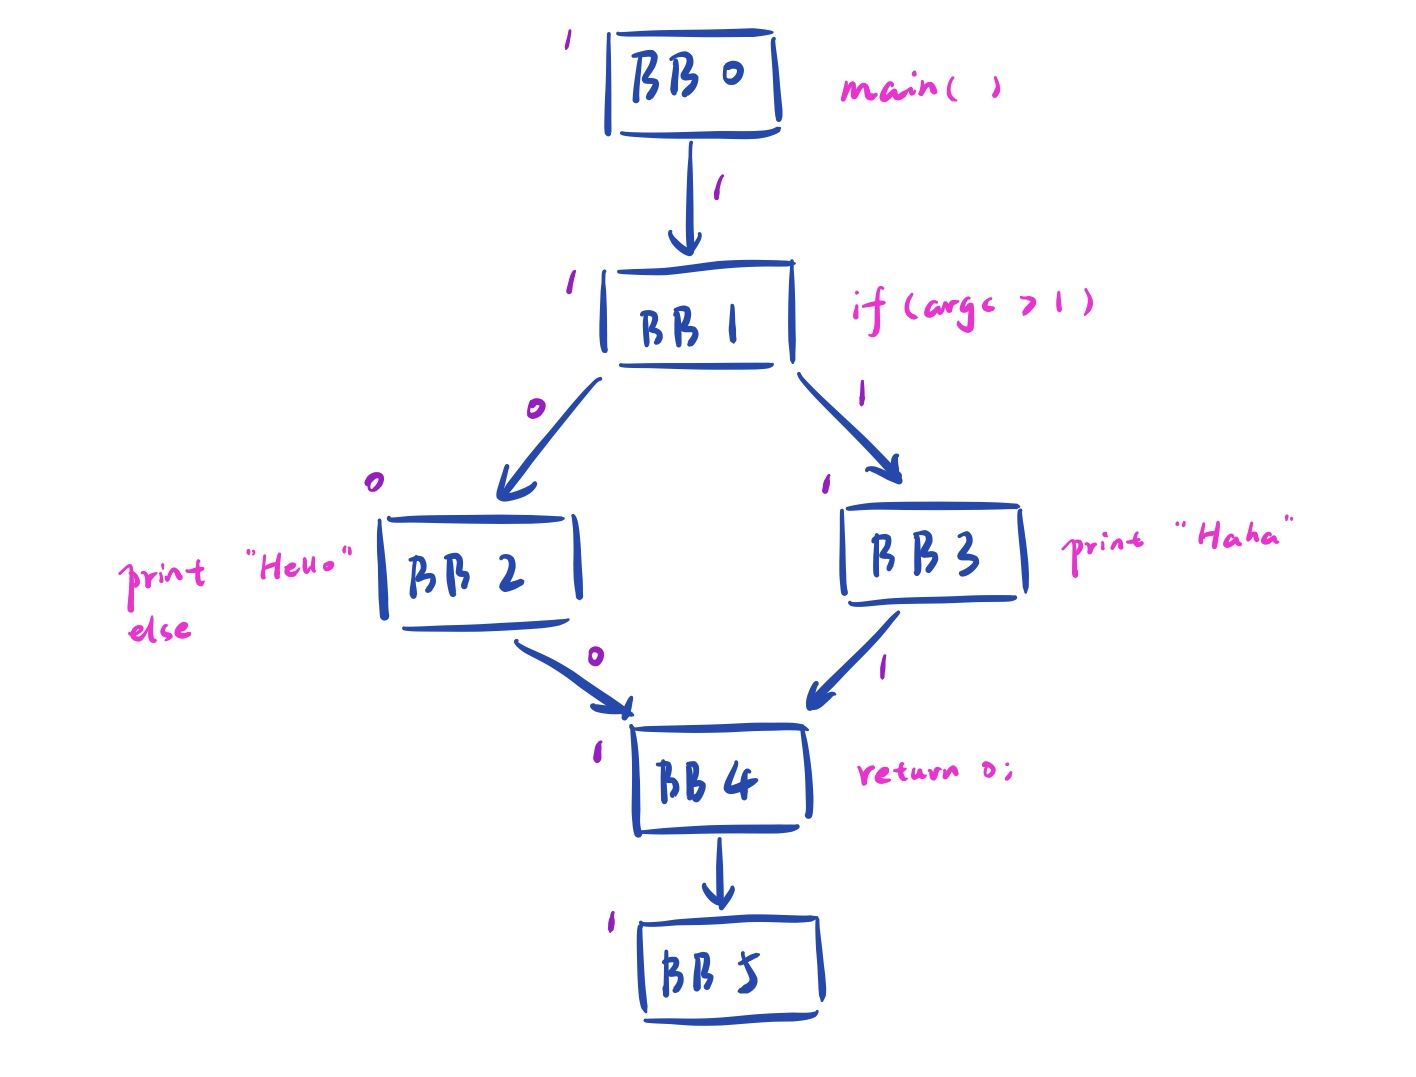 1
BB 0
main( )
1
1
BB 1
if (argc > 1)
0
1
0
1
print "Hello"
else
BB 2
BB 3
print "Haha"
0
1
1
BB 4
return 0;
1
BB 5